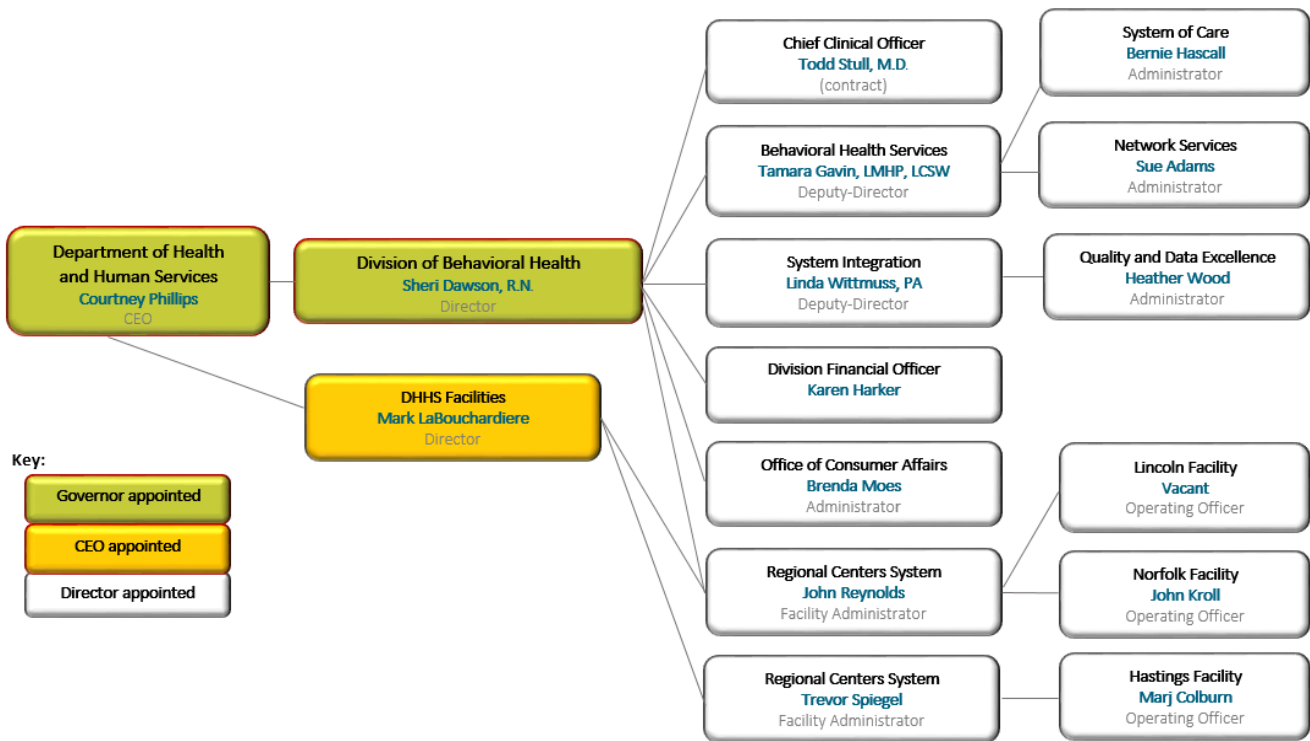 Department of Health
and Human Services
Courtney Phillips
CEO
Division of Behavioral Health
Sheri Dawson, R.N.
Director
DHHS Facilities
Mark LaBouchardiere
Director
Key:
Governor appointed
CEO appointed
Director appointed
Chief Clinical Officer
Todd Stull, M.D.
(contract)
Behavioral Health Services
Tamara Gavin, LMHP, LCSW
Deputy-Director
System Integration
Linda Wittmuss, PA
Deputy-Director
Division Financial Officer
Karen Harker
Office of Consumer Affairs
Brenda Moes
Administrator
Regional Centers System
John Reynolds
Facility Administrator
Regional Centers System
Trevor Spiegel
Facility Administrator
System of Care
Bernie Hascall
Administrator
Network Services
Sue Adams
Administrator
Quality and Data Excellence
Heather Wood
Administrator
Lincoln Facility
Vacant
Operating Officer
Norfolk Facility
John Kroll
Operating Officer
Hastings Facility
Marj Colburn
Operating Officer